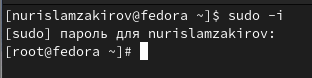 [nurislamzakirov@fedora ~]$ sudo -i
[sudo] пароль для nurislamzakirov:
[root@fedora ~]#